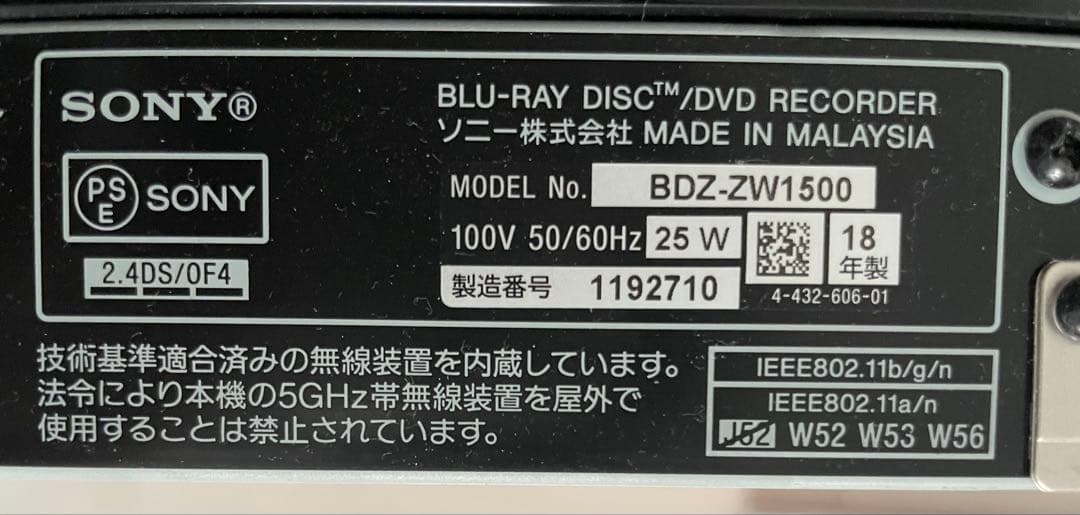 SONY®
PSE SONY
2.4DS/OF4
BLU-RAY DISC™/DVD RECORDER
ソニー株式会社 MADE IN MALAYSIA
MODEL No. BDZ-ZW1500
100V 50/60Hz 25 W
18
年製
製造番号 1192710
4-432-606-01
技術基準適合済みの無線装置を内蔵しています。
法令により本機の5GHz帯無線装置を屋外で
使用することは禁止されています。
IEEE802.11b/g/n
IEEE802.11a/n
J52 W52 W53 W56